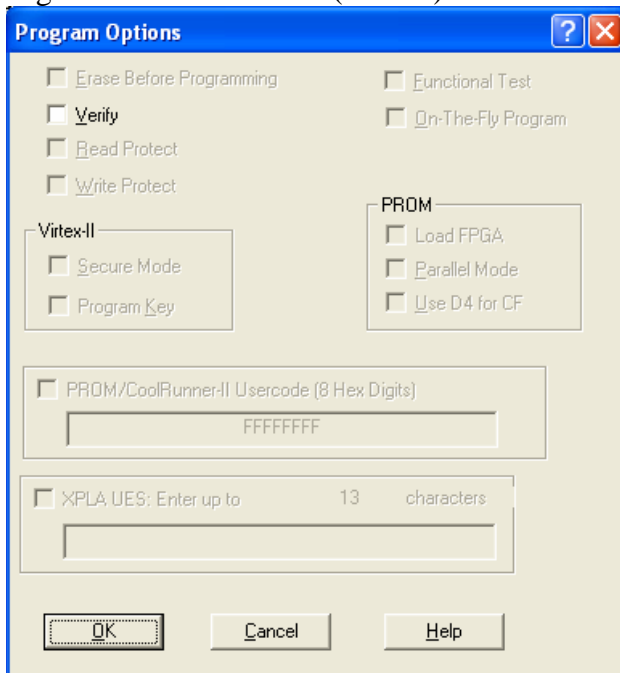 Program Options
Erase Before Programming
Functional Test
Verify
On-The-Fly Program
Read Protect
Write Protect
Virtex-II
Secure Mode
Program Key
PROM
Load FPGA
Parallel Mode
Use D4 for CF
PROM/CoolRunner-II Usercode (8 Hex Digits)
FFFFFFFF
XPLA UES: Enter up to 13 characters
OK Cancel Help